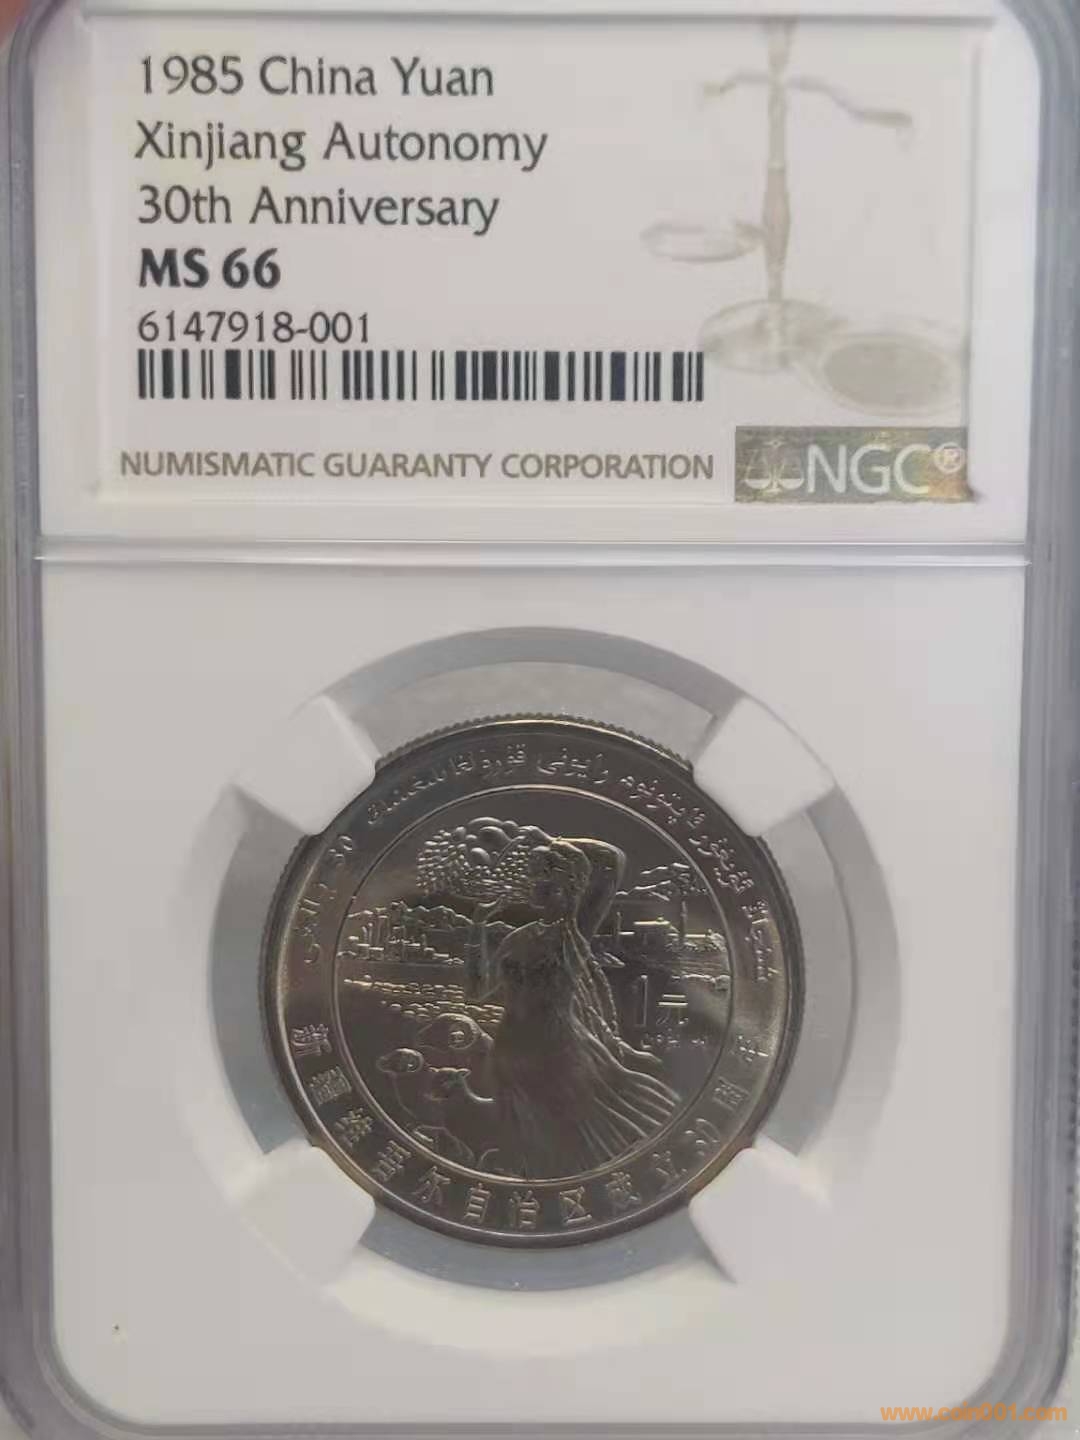 1985 China Yuan
Xinjiang Autonomy
30th Anniversary
MS 66
6147918-001
NUMISMATIC GUARANTY CORPORATION
NGC®
1元
新疆维吾尔自治区成立30周年
www.coin001.com